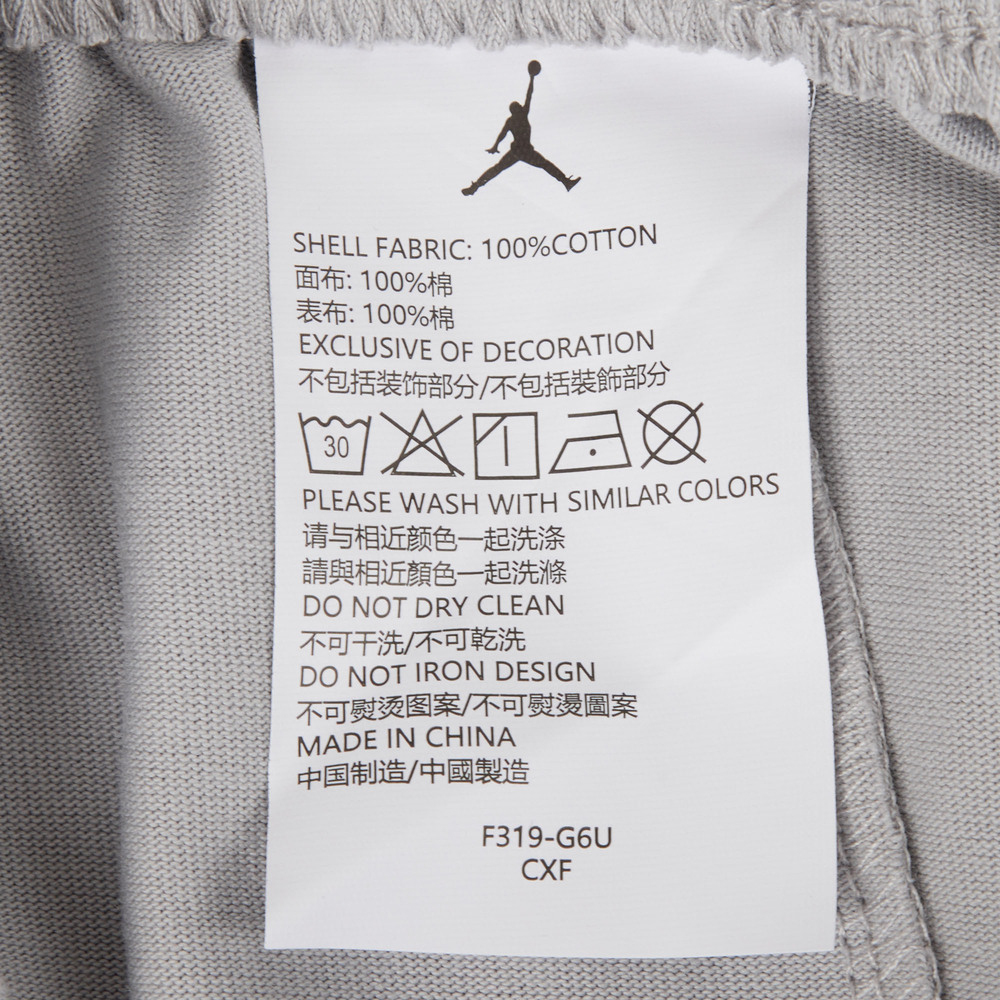 SHELL FABRIC: 100%COTTON
面布: 100%棉
表布: 100%棉
EXCLUSIVE OF DECORATION
不包括装饰部分/不包括裝飾部分
30
PLEASE WASH WITH SIMILAR COLORS
请与相近颜色一起洗涤
請與相近顏色一起洗滌
DO NOT DRY CLEAN
不可干洗/不可乾洗
DO NOT IRON DESIGN
不可熨烫图案/不可熨燙圖案
MADE IN CHINA
中国制造/中國製造
F319-G6U
CXF